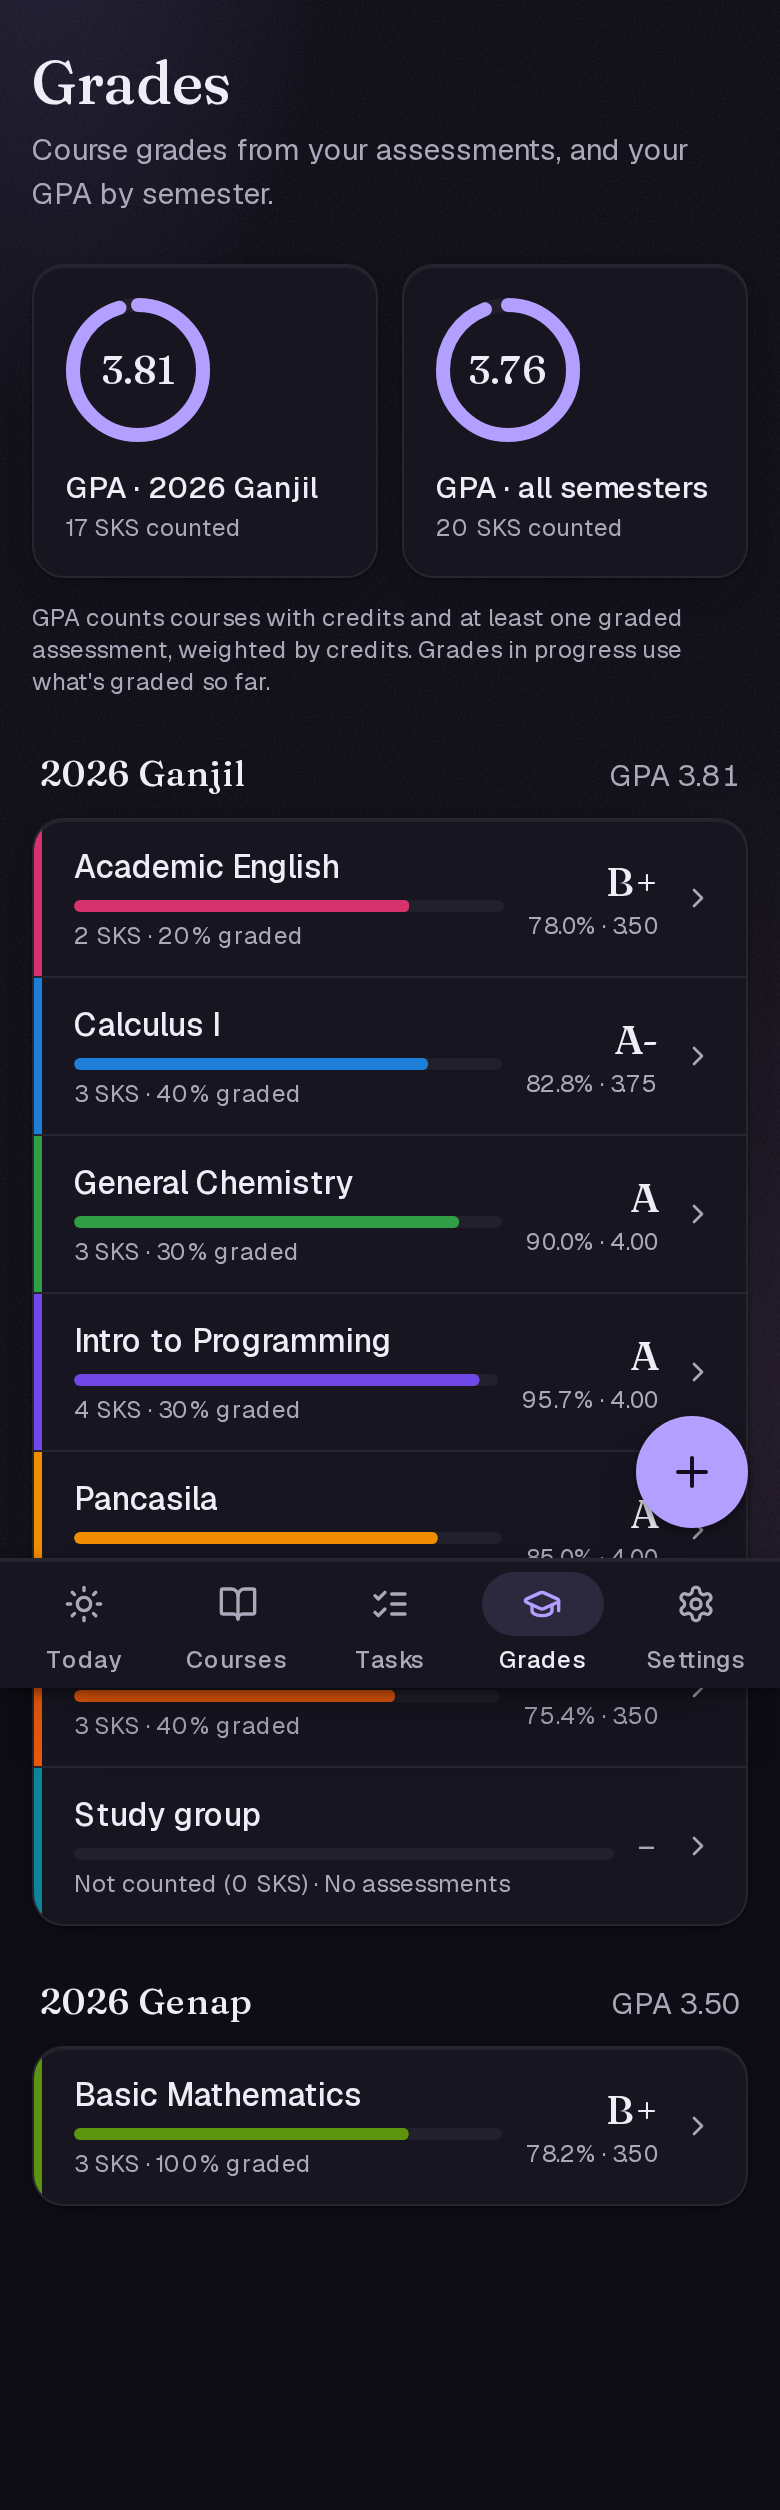 Grades
Course grades from your assessments, and your
GPA by semester.
3.81
GPA · 2026 Ganjil
17 SKS counted
3.76
GPA · all semesters
20 SKS counted
GPA counts courses with credits and at least one graded
assessment, weighted by credits. Grades in progress use
what's graded so far.
2026 Ganjil
GPA 3.81
Academic English
B+
2 SKS · 20% graded
78.0% · 3.50
Calculus I
A-
3 SKS · 40% graded
82.8% · 3.75
General Chemistry
A
3 SKS · 30% graded
90.0% · 4.00
Intro to Programming
A
4 SKS · 30% graded
95.7% · 4.00
Pancasila
A
85.0% · 4.00
Today
Courses
Tasks
Grades
Settings
3 SKS · 40% graded
75.4% · 3.50
Study group
–
Not counted (0 SKS) · No assessments
2026 Genap
GPA 3.50
Basic Mathematics
B+
3 SKS · 100% graded
78.2% · 3.50